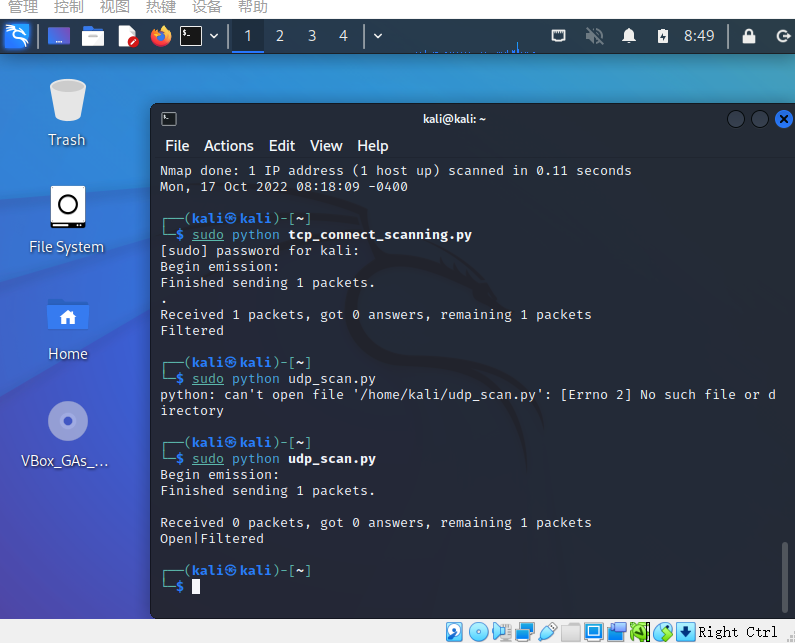 管理 控制 视图 热键 设备 帮助
1 2 3 4 8:49
Trash
File System
Home
VBox_GAs_...
kali@kali: ~
File Actions Edit View Help
Nmap done: 1 IP address (1 host up) scanned in 0.11 seconds
Mon, 17 Oct 2022 08:18:09 -0400
┌──(kali㉿kali)-[~]
└─$ sudo python tcp_connect_scanning.py
[sudo] password for kali:
Begin emission:
Finished sending 1 packets.
.
Received 1 packets, got 0 answers, remaining 1 packets
Filtered
┌──(kali㉿kali)-[~]
└─$ sudo python udp_scan.py
python: can't open file '/home/kali/udp_scan.py': [Errno 2] No such file or d
irectory
┌──(kali㉿kali)-[~]
└─$ sudo python udp_scan.py
Begin emission:
Finished sending 1 packets.
Received 0 packets, got 0 answers, remaining 1 packets
Open|Filtered
┌──(kali㉿kali)-[~]
└─$
Right Ctrl